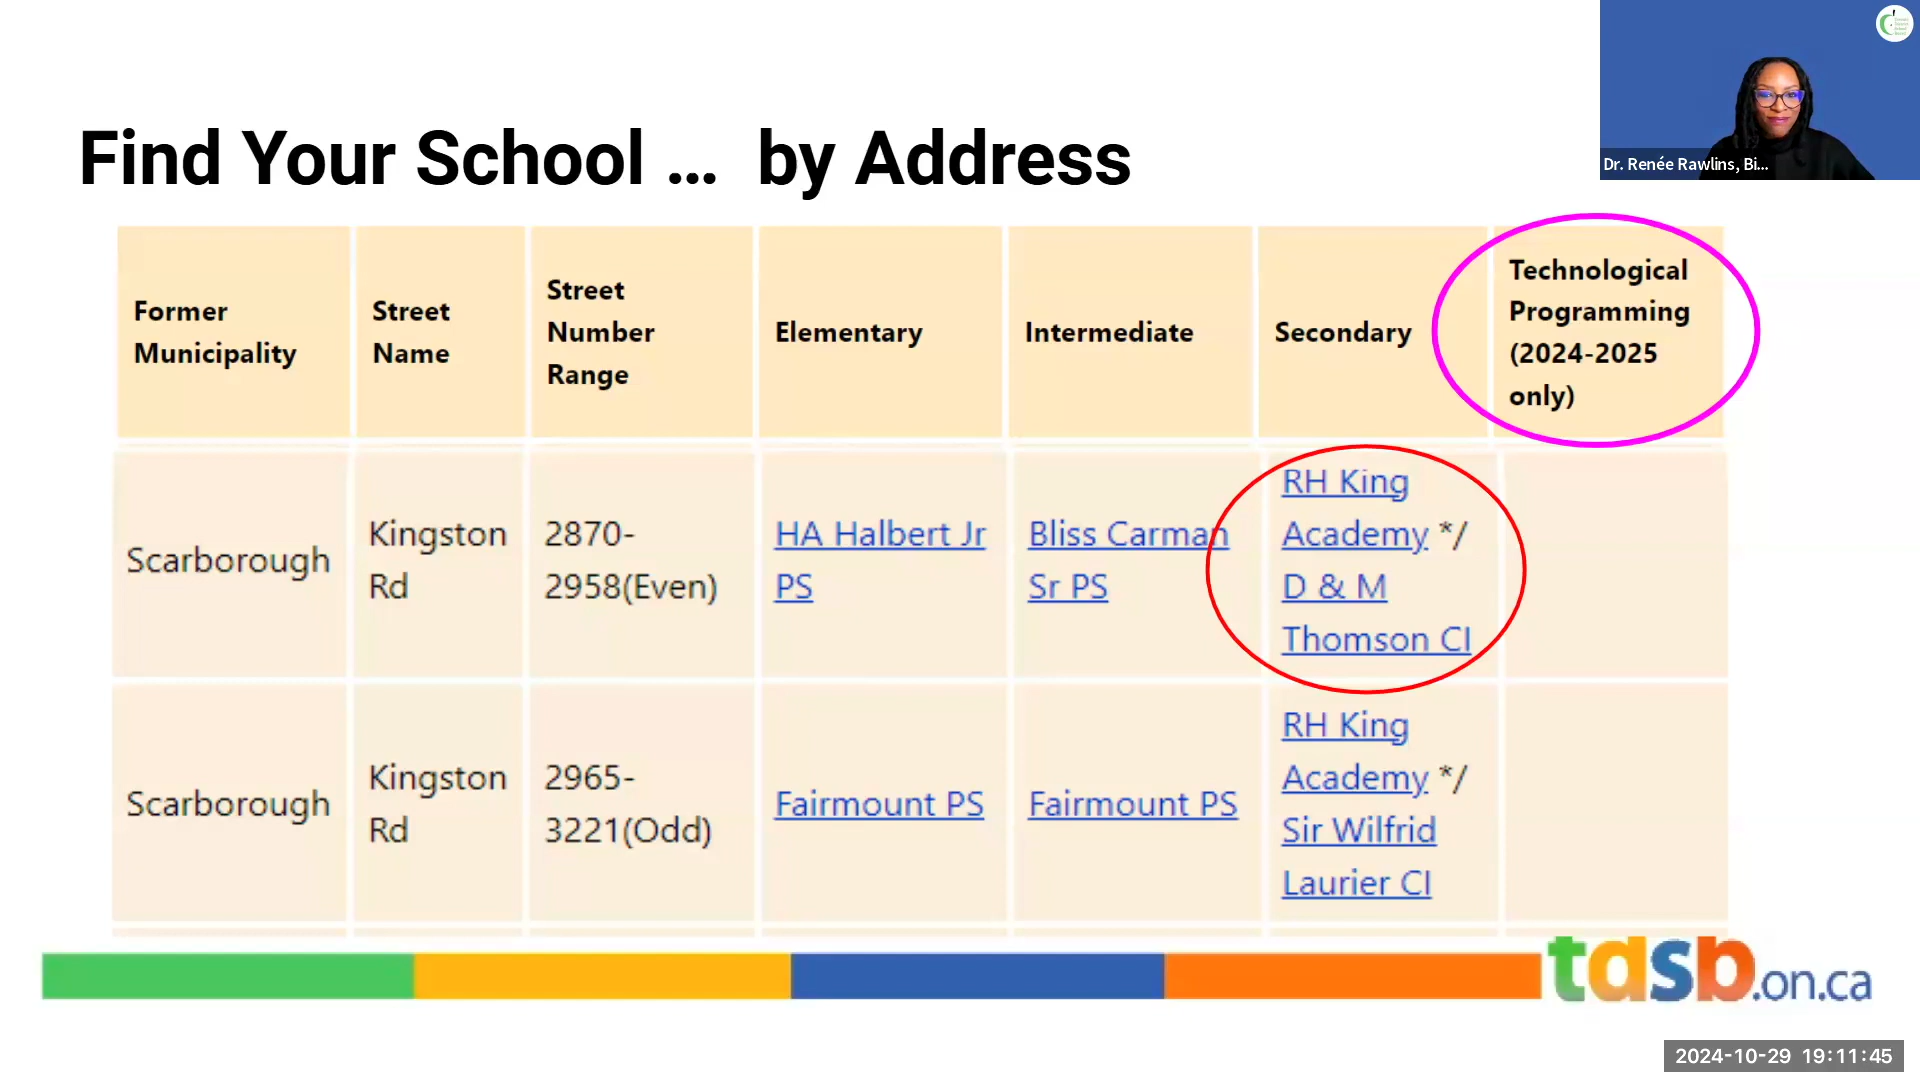 Dr. Renée Rawlins, Bi...
Find Your School ... by Address
Former Municipality
Street Name
Street Number Range
Elementary
Intermediate
Secondary
Technological Programming (2024-2025 only)
Scarborough
Kingston Rd
2870-2958(Even)
HA Halbert Jr PS
Bliss Carman Sr PS
RH King Academy */ D & M Thomson CI
Scarborough
Kingston Rd
2965-3221(Odd)
Fairmount PS
Fairmount PS
RH King Academy */ Sir Wilfrid Laurier CI
tdsb.on.ca
2024-10-29 19:11:45